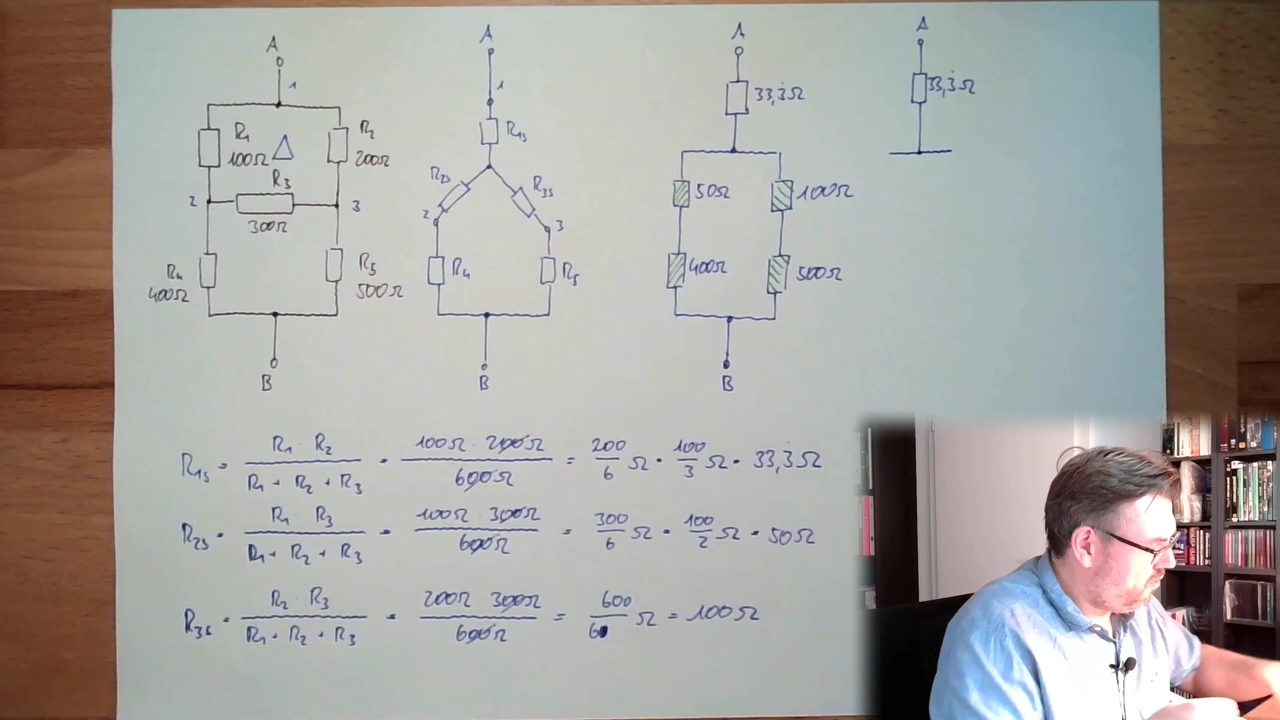 A
1
R1
100Ω
Δ
R2
200Ω
R3
2
3
300Ω
R4
400Ω
R5
500Ω
B
A
1
R1S
R2S
R3S
2
3
R4
R5
B
A
33,3̇Ω
50Ω
100Ω
400Ω
500Ω
B
A
33,3̇Ω
R1S = R1 · R2 / R1 + R2 + R3 = 100Ω · 200Ω / 600Ω = 200/6 Ω = 100/3 Ω = 33,3̇Ω
R2S = R1 · R3 / R1 + R2 + R3 = 100Ω · 300Ω / 600Ω = 300/6 Ω = 100/2 Ω = 50Ω
R3S = R2 · R3 / R1 + R2 + R3 = 200Ω · 300Ω / 600Ω = 600/6 Ω = 100Ω